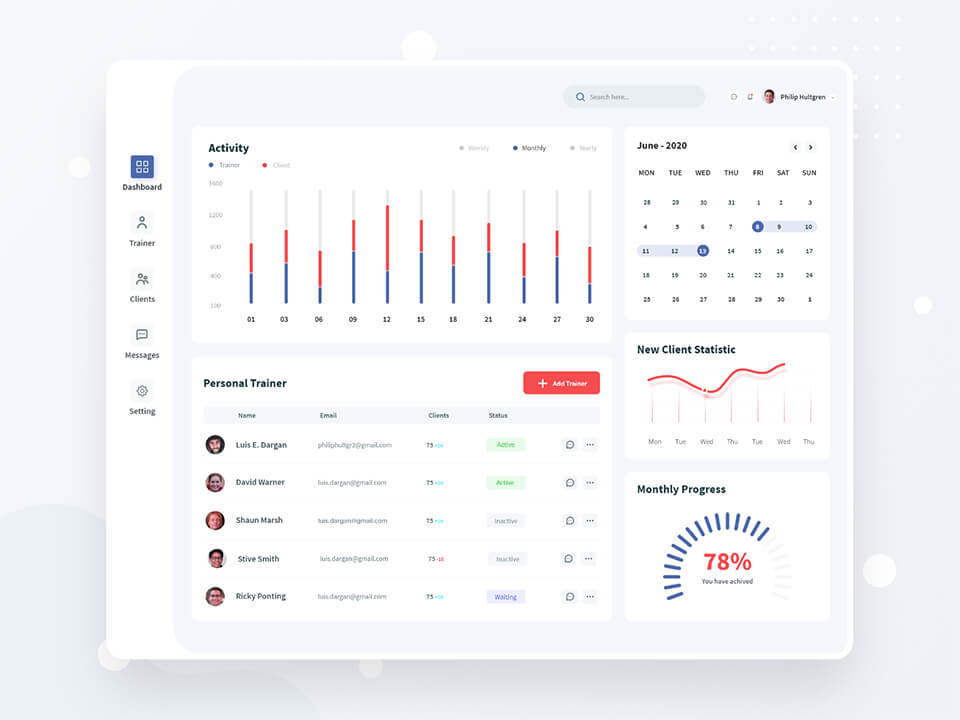 Search here...
Philip Hultgren
Dashboard
Trainer
Clients
Messages
Setting
Activity
Weekly Monthly Yearly
Trainer Client
1600
1200
800
400
100
01 03 06 09 12 15 18 21 24 27 30
Personal Trainer
Add Trainer
Name Email Clients Status
Luis E. Dargan philiphultgr2@gmail.com 75 Active
David Warner luis.dargan@gmail.com 75 Active
Shaun Marsh luis.dargan@gmail.com 75 Inactive
Stive Smith luis.dargan@gmail.com 75 Inactive
Ricky Ponting luis.dargan@gmail.com 75 Waiting
June - 2020
MON TUE WED THU FRI SAT SUN
28 29 30 31 1 2 3
4 5 6 7 8 9 10
11 12 13 14 15 16 17
18 19 20 21 22 23 24
25 26 27 28 29 30 1
New Client Statistic
Mon Tue Wed Thu Tue Wed Thu
Monthly Progress
78%
You have achived